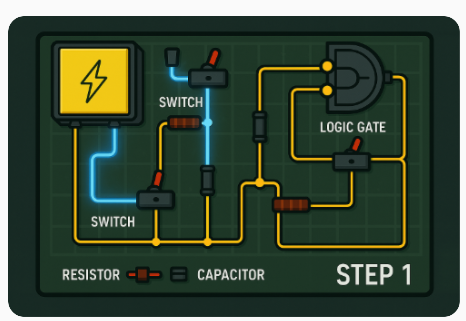 SWITCH
LOGIC GATE
SWITCH
RESISTOR CAPACITOR
STEP 1